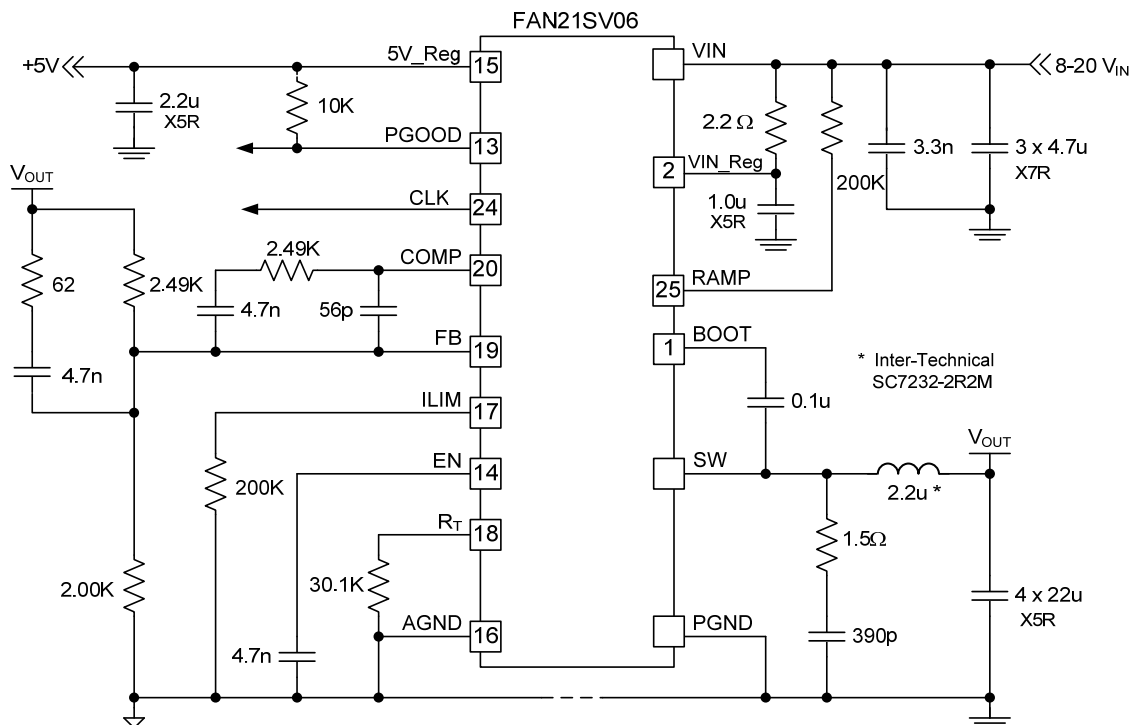 FAN21SV06
+5V
5V_Reg
15
VIN
8-20 VIN
2.2u
X5R
10K
PGOOD
13
2.2 Ω
3.3n
3 x 4.7u
X7R
2
VIN_Reg
200K
VOUT
CLK
24
1.0u
X5R
2.49K
COMP
20
62
2.49K
4.7n
56p
25
RAMP
FB
19
1
BOOT
* Inter-Technical
SC7232-2R2M
4.7n
0.1u
ILIM
17
VOUT
EN
14
SW
200K
2.2u *
RT
18
1.5Ω
30.1K
2.00K
4 x 22u
X5R
AGND
16
PGND
390p
4.7n